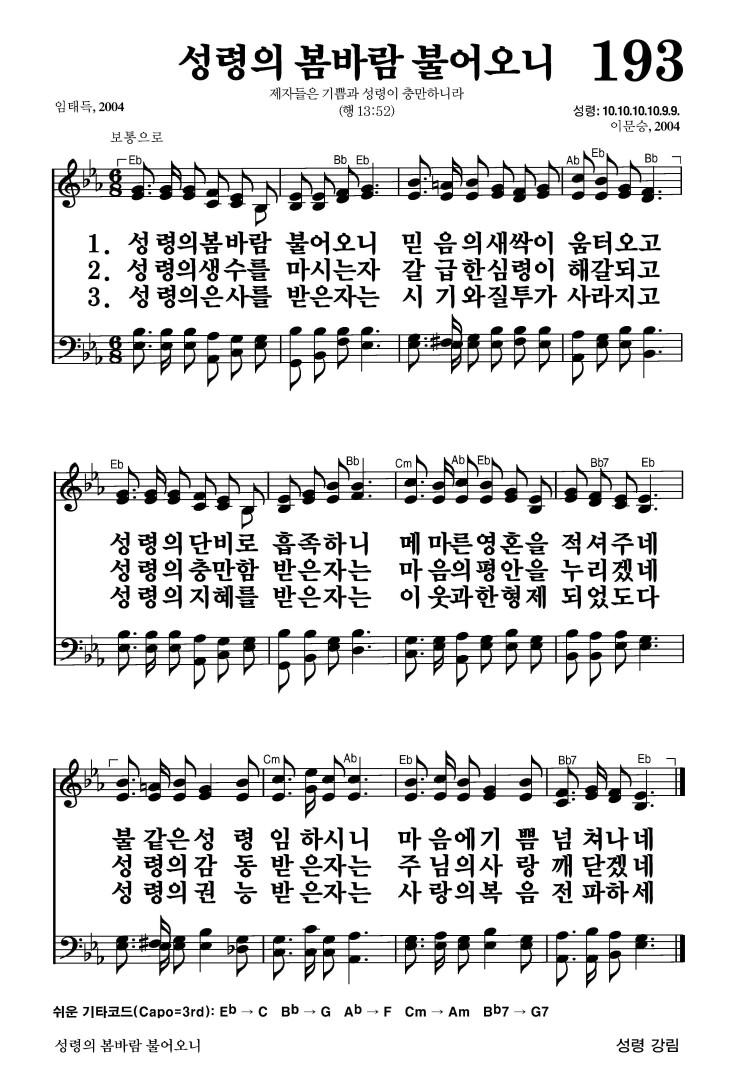 성령의 봄바람 불어오니 193
제자들은 기쁨과 성령이 충만하니라
임태득, 2004
(행 13:52)
성령: 10.10.10.10.9.9.
이문승, 2004
보통으로
Eb Bb Eb Ab Eb Bb
1. 성령의봄바람 불어오니 믿음의새싹이 움터오고
2. 성령의생수를 마시는자 갈급한심령이 해갈되고
3. 성령의은사를 받은자는 시기와질투가 사라지고
Eb Bb Cm Ab Eb Bb7 Eb
성령의단비로 흡족하니 메마른영혼을 적셔주네
성령의충만함 받은자는 마음의평안을 누리겠네
성령의지혜를 받은자는 이웃과한형제 되었도다
Cm Ab Eb Bb7 Eb
불같은성령임하시니 마음에기쁨넘쳐나네
성령의감동받은자는 주님의사랑깨닫겠네
성령의권능받은자는 사랑의복음전파하세
쉬운 기타코드(Capo=3rd): Eb → C Bb → G Ab → F Cm → Am Bb7 → G7
성령의 봄바람 불어오니 성령 강림